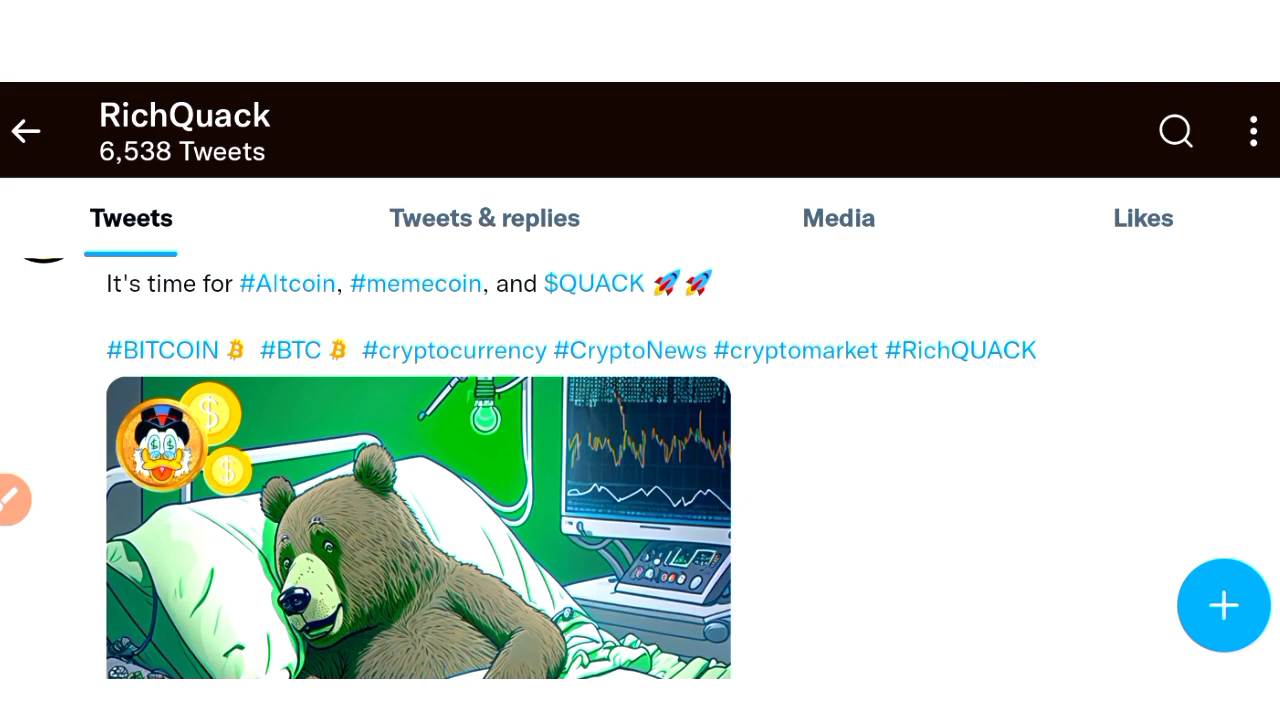 RichQuack
6,538 Tweets
Tweets Tweets & replies Media Likes
It's time for #Altcoin, #memecoin, and $QUACK 🚀🚀
#BITCOIN #BTC #cryptocurrency #CryptoNews #cryptomarket #RichQUACK
$
$